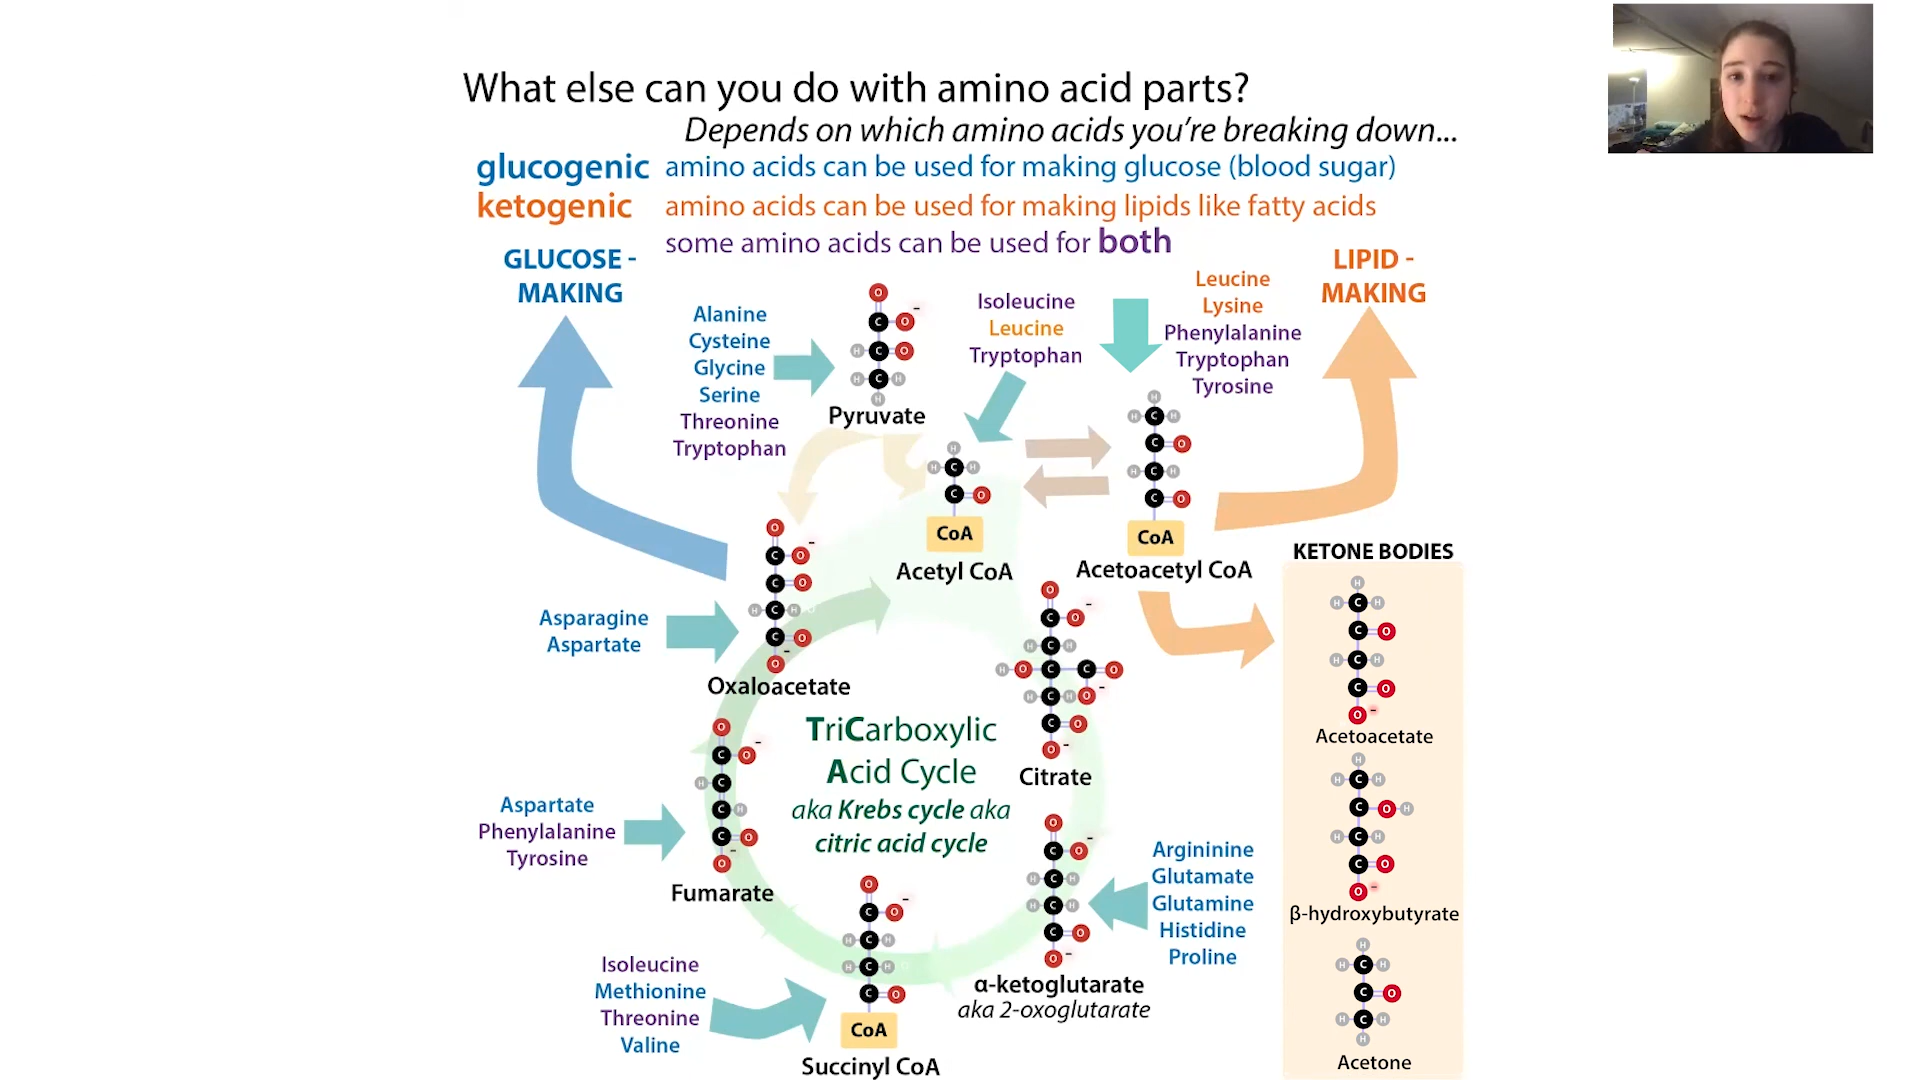 What else can you do with amino acid parts?
Depends on which amino acids you're breaking down...
glucogenic amino acids can be used for making glucose (blood sugar)
ketogenic amino acids can be used for making lipids like fatty acids
some amino acids can be used for both
GLUCOSE -
MAKING
LIPID -
MAKING
Alanine
Cysteine
Glycine
Serine
Threonine
Tryptophan
O
C O -
H C O
H C H
H
Pyruvate
Isoleucine
Leucine
Tryptophan
Leucine
Lysine
Phenylalanine
Tryptophan
Tyrosine
H
H C H
C O
CoA
Acetyl CoA
H
H C H
C O
H C H
C O
CoA
Acetoacetyl CoA
O
C O -
C O
H C H
C O
O -
Oxaloacetate
Asparagine
Aspartate
O
C O -
H C H
H O C C O
H C H O -
C O
O -
Citrate
TriCarboxylic
Acid Cycle
aka Krebs cycle aka
citric acid cycle
O
C O -
H C
C H
C O
O -
Fumarate
Aspartate
Phenylalanine
Tyrosine
O
C O -
H C H
H C H
C O
O -
α-ketoglutarate
aka 2-oxoglutarate
Argininine
Glutamate
Glutamine
Histidine
Proline
Isoleucine
Methionine
Threonine
Valine
O
C O -
H C H
H C H
C O
CoA
Succinyl CoA
KETONE BODIES
H
H C H
C O
H C H
C O
O -
Acetoacetate
H
H C H
C O H
H C H
C O
O -
β-hydroxybutyrate
H
H C H
C O
H C H
H
Acetone